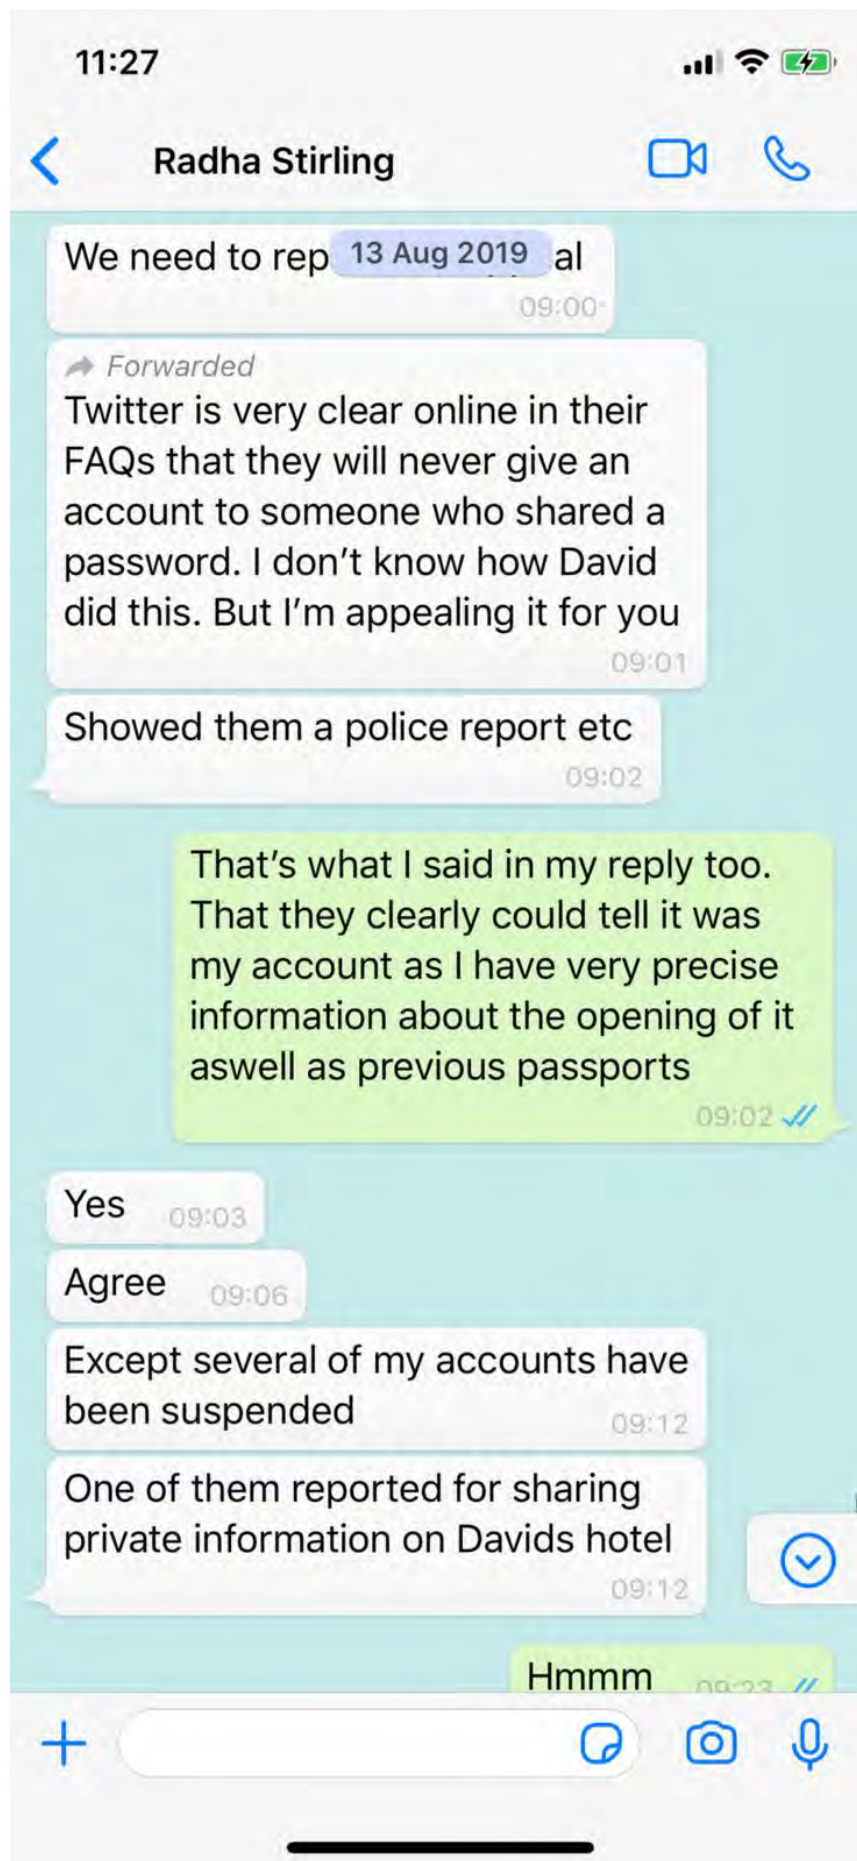 11:27
Radha Stirling
We need to rep 13 Aug 2019 al
09:00
Forwarded
Twitter is very clear online in their
FAQs that they will never give an
account to someone who shared a
password. I don't know how David
did this. But I'm appealing it for you
09:01
Showed them a police report etc
09:02
That's what I said in my reply too.
That they clearly could tell it was
my account as I have very precise
information about the opening of it
aswell as previous passports
09:02
Yes 09:03
Agree 09:06
Except several of my accounts have
been suspended 09:12
One of them reported for sharing
private information on Davids hotel
09:12
Hmmm 09:23